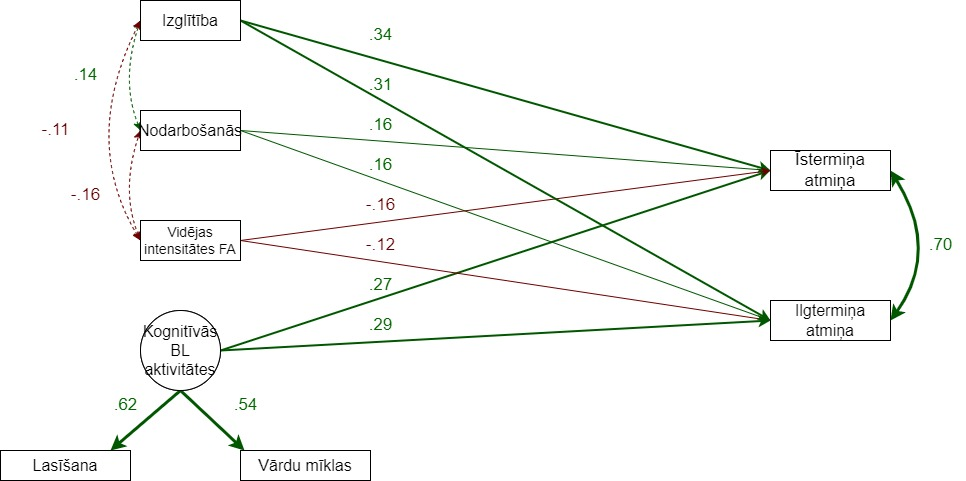 Izglītība
.34
.14
.31
-.11
Nodarbošanās
.16
.16
Īstermiņa
atmiņa
-.16
-.16
Vidējas
intensitātes FA
-.12
.70
.27
Ilgtermiņa
atmiņa
.29
Kognitīvās
BL
aktivitātes
.62
.54
Lasīšana
Vārdu mīklas